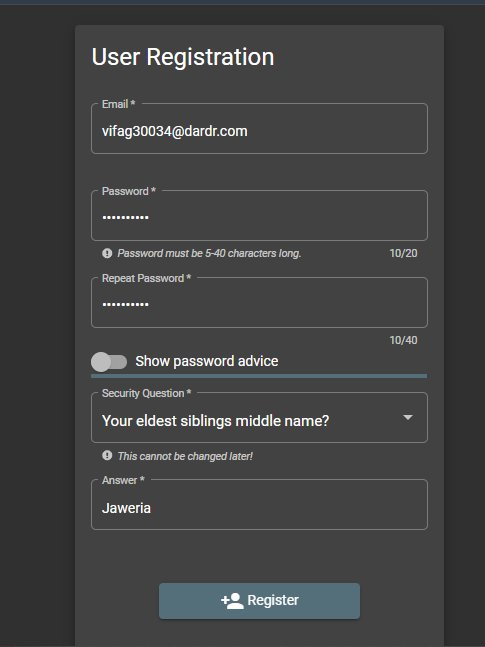 User Registration
Email *
vifag30034@dardr.com
Password *
••••••••••
Password must be 5-40 characters long. 10/20
Repeat Password *
••••••••••
10/40
Show password advice
Security Question *
Your eldest siblings middle name?
This cannot be changed later!
Answer *
Jaweria
Register